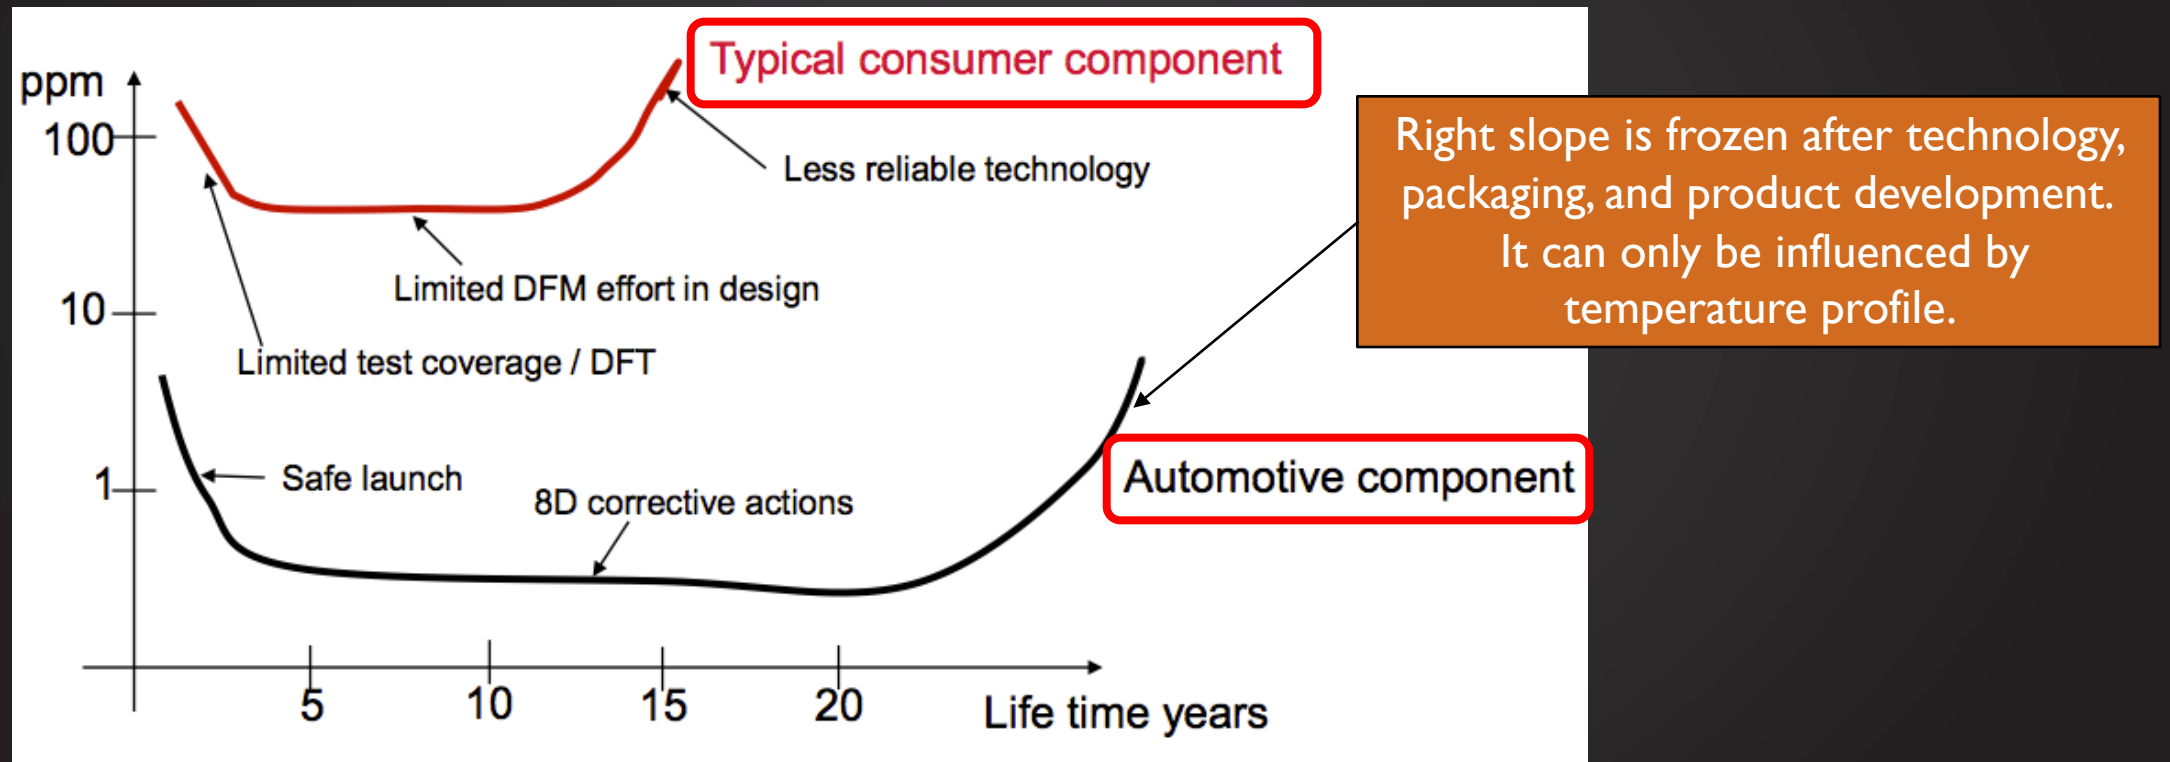 Typical consumer component
ppm
100
Less reliable technology
Right slope is frozen after technology,
packaging, and product development.
It can only be influenced by
temperature profile.
Limited DFM effort in design
10
Limited test coverage / DFT
1
Safe launch
8D corrective actions
Automotive component
5
10
15
20
Life time years